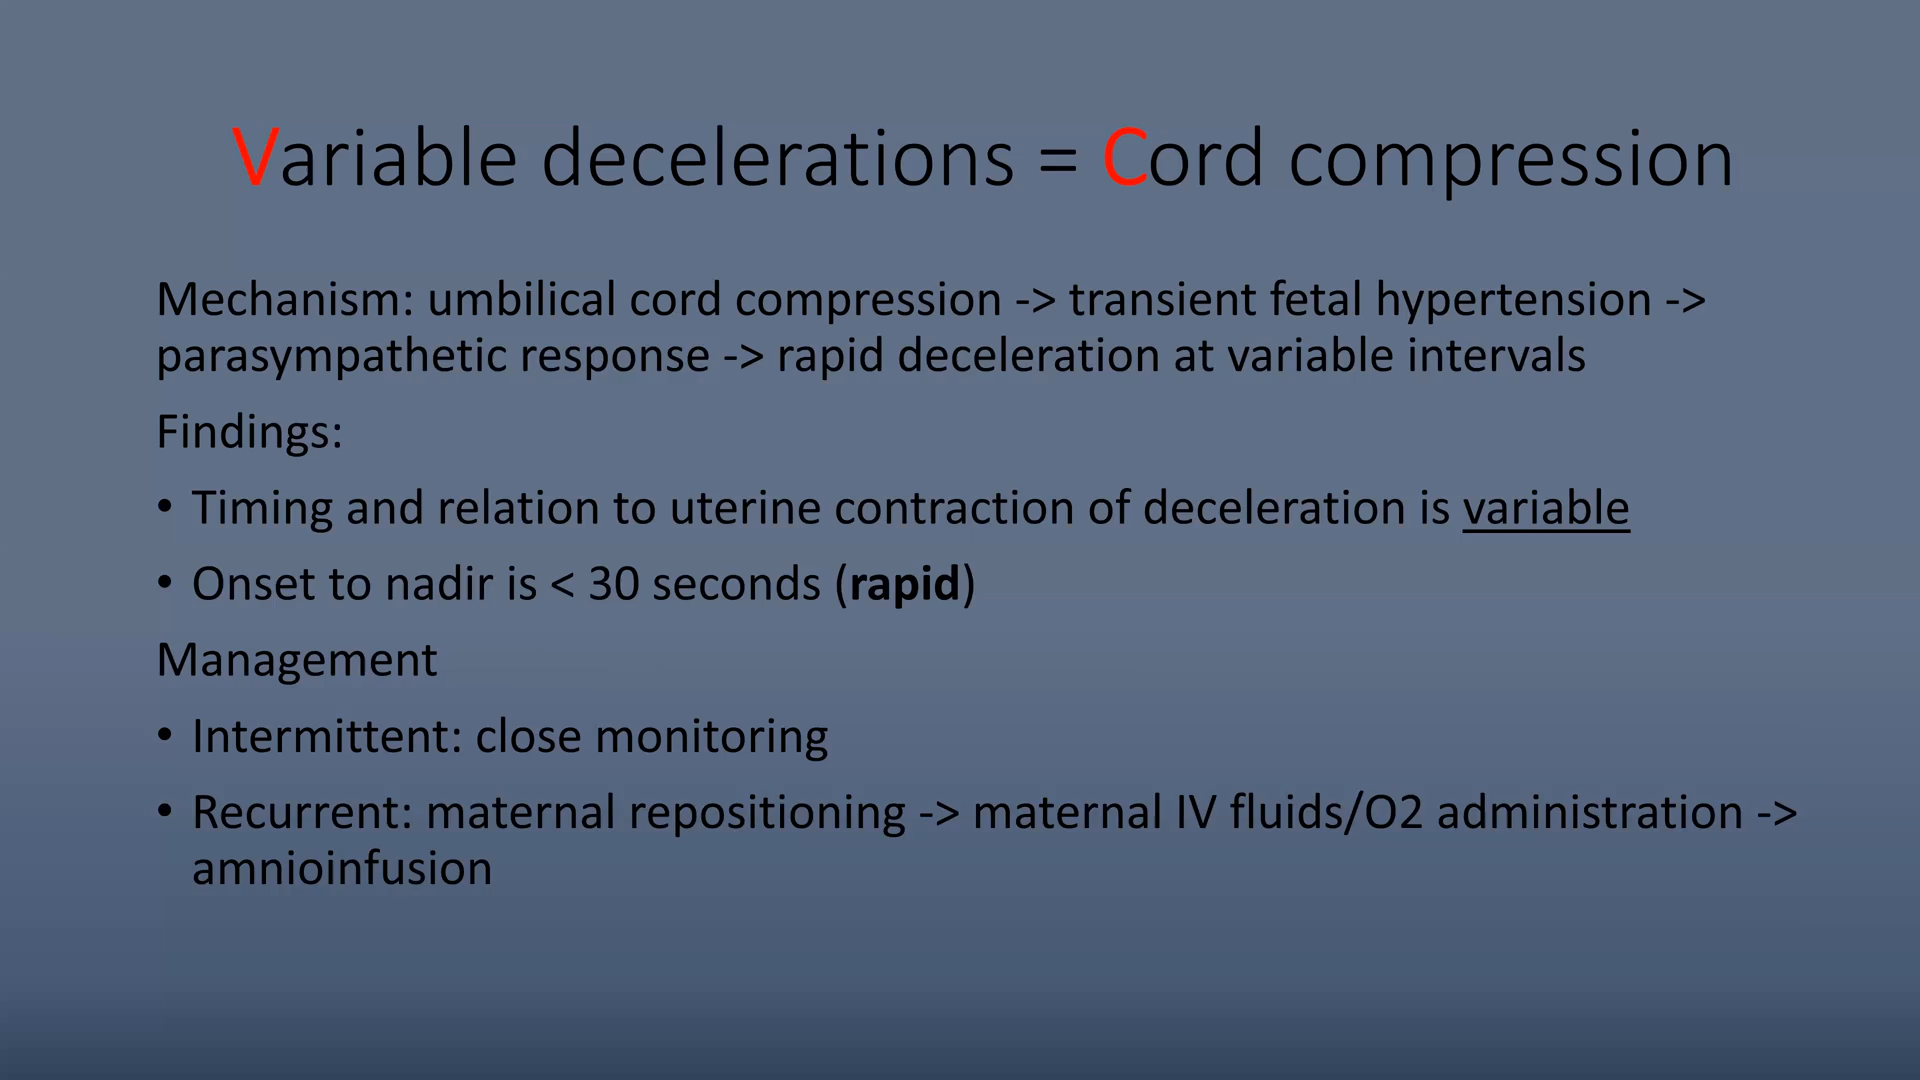 Variable decelerations = Cord compression
Mechanism: umbilical cord compression -> transient fetal hypertension ->
parasympathetic response -> rapid deceleration at variable intervals
Findings:
• Timing and relation to uterine contraction of deceleration is variable
• Onset to nadir is < 30 seconds (rapid)
Management
• Intermittent: close monitoring
• Recurrent: maternal repositioning -> maternal IV fluids/O2 administration ->
amnioinfusion